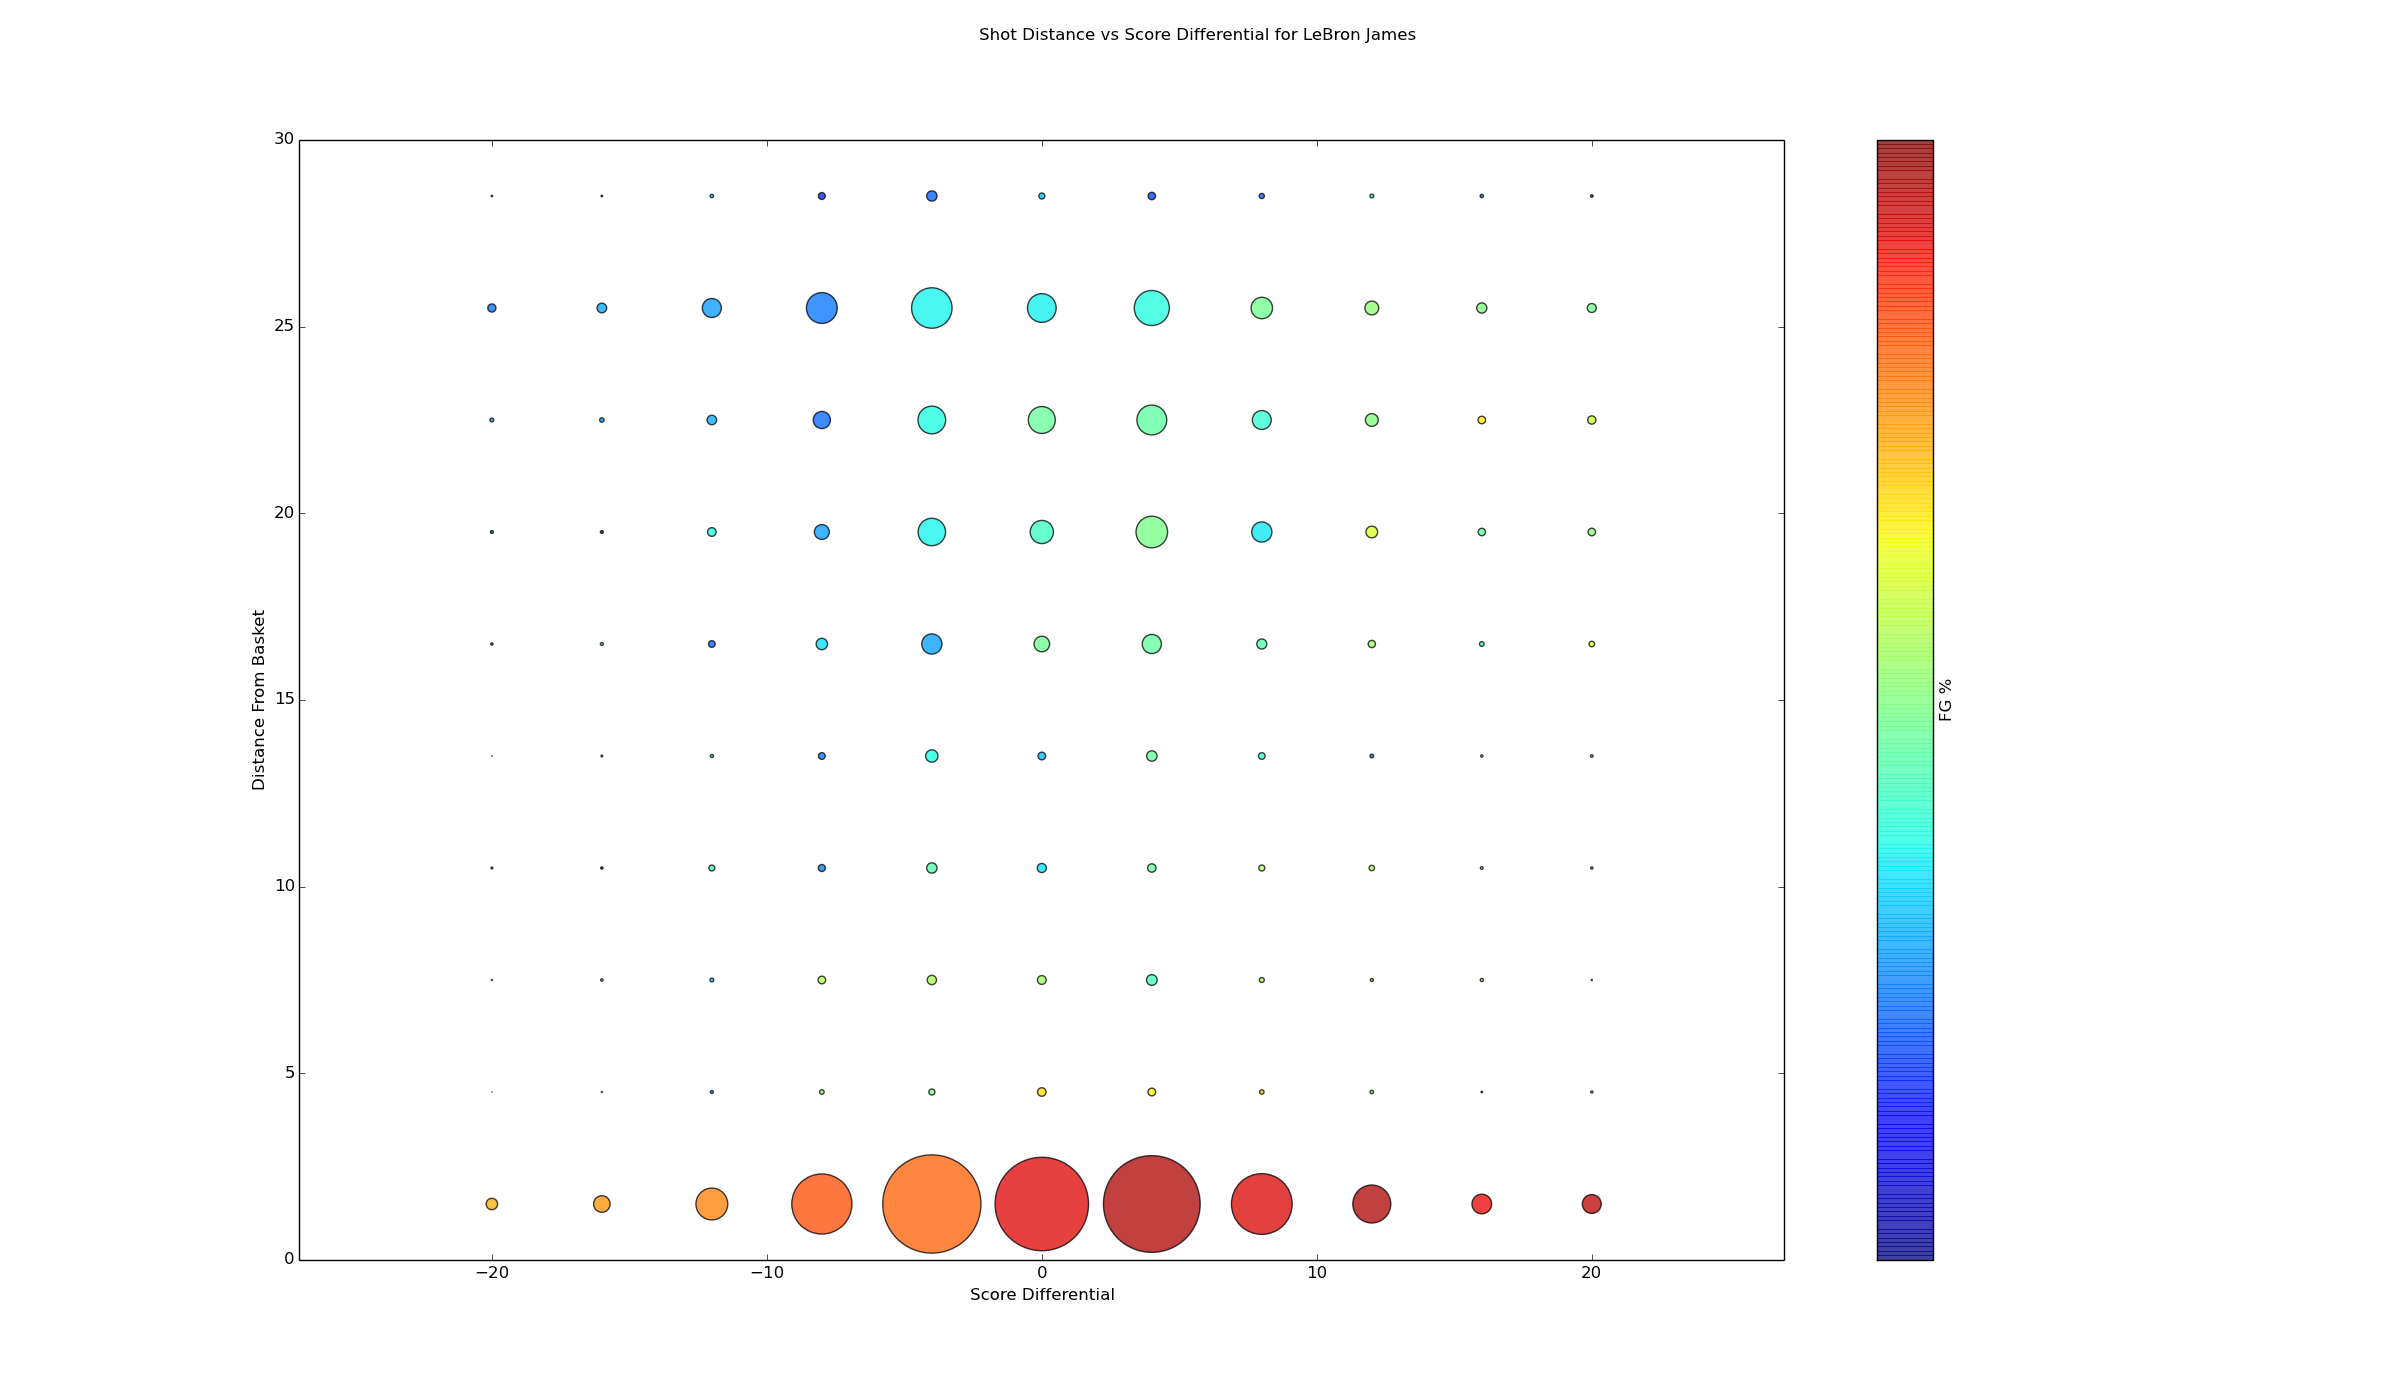 Shot Distance vs Score Differential for LeBron James
30
25
20
15
10
5
0
Distance From Basket
−20 −10 0 10 20
Score Differential
FG %